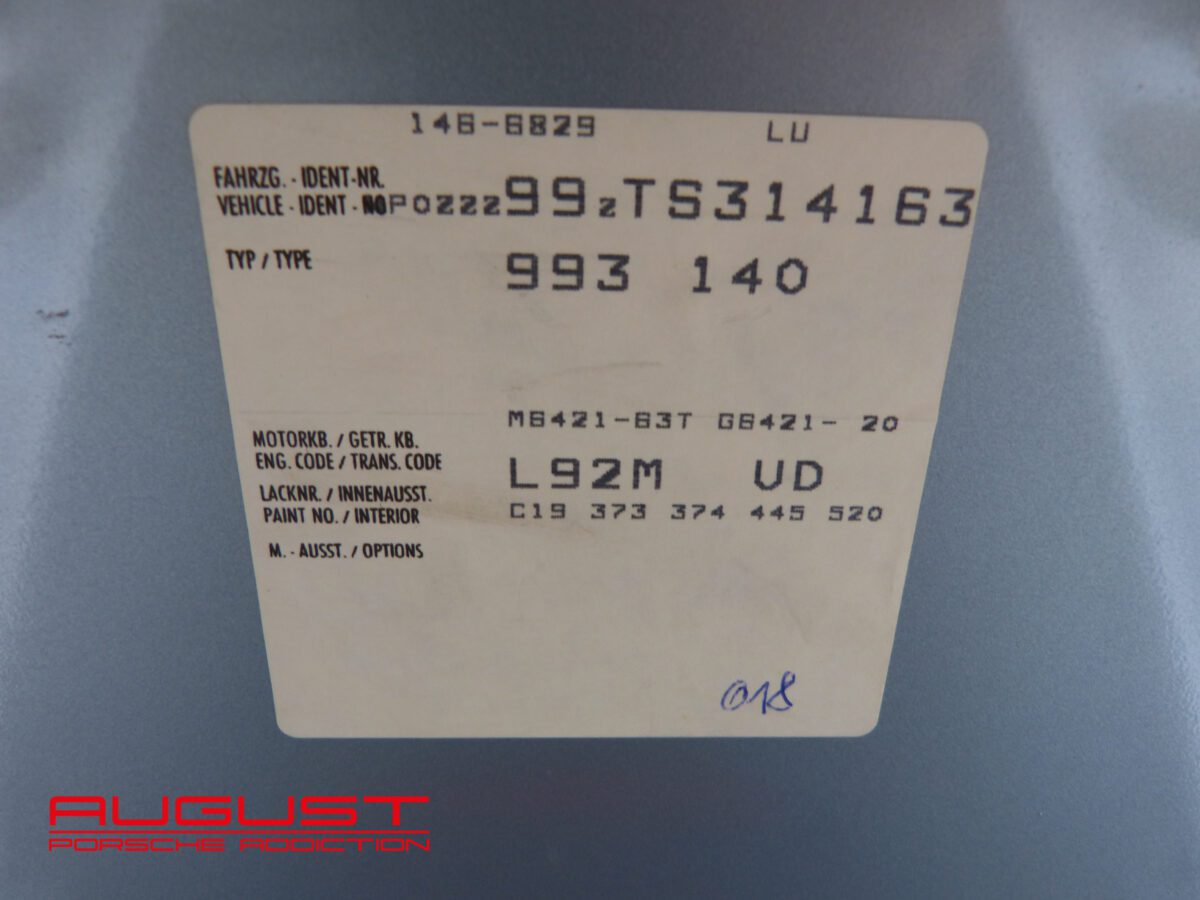 146-6829 LU
FAHRZG. - IDENT-NR.
VEHICLE - IDENT - NO P0ZZZ99ZTS314163
TYP / TYPE 993 140
M6421-63T G6421- 20
MOTORKB. / GETR. KB.
ENG. CODE / TRANS. CODE L92M UD
LACKNR. / INNENAUSST.
PAINT NO. / INTERIOR C19 373 374 445 520
M. - AUSST. / OPTIONS
018
AUGUST
PORSCHE ADDICTION